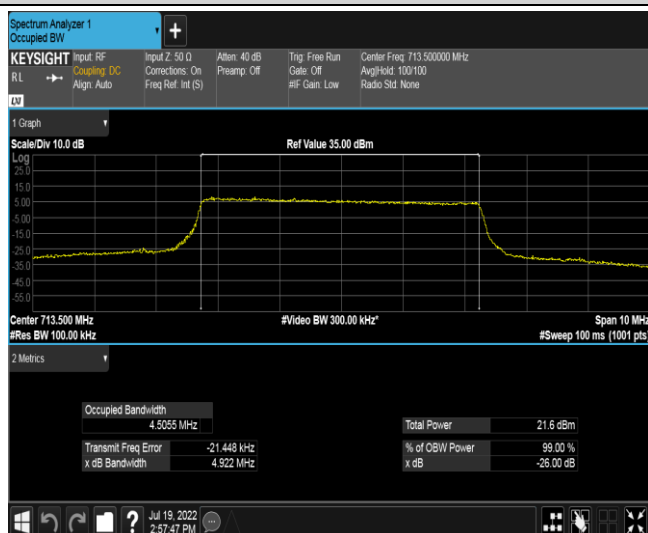 Spectrum Analyzer 1
Occupied BW
+
KEYSIGHT
RL
LXI
Input: RF
Coupling: DC
Align: Auto
Input Z: 50 Ω
Corrections: On
Freq Ref: Int (S)
Atten: 40 dB
Preamp: Off
Trig: Free Run
Gate: Off
#IF Gain: Low
Center Freq: 713.500000 MHz
Avg|Hold: 100/100
Radio Std: None
1 Graph
Scale/Div 10.0 dB
Ref Value 35.00 dBm
Log
25.0
15.0
5.00
-5.00
-15.0
-25.0
-35.0
-45.0
-55.0
Center 713.500 MHz
#Video BW 300.00 kHz*
Span 10 MHz
#Res BW 100.00 kHz
#Sweep 100 ms (1001 pts)
2 Metrics
Occupied Bandwidth
4.5055 MHz
Total Power 21.6 dBm
Transmit Freq Error -21.448 kHz
% of OBW Power 99.00 %
x dB Bandwidth 4.922 MHz
x dB -26.00 dB
?
Jul 19, 2022
2:57:47 PM